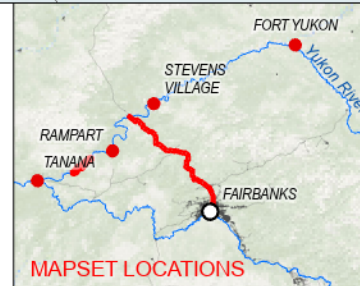 FORT YUKON
Yukon River
STEVENS
VILLAGE
RAMPART
TANANA
FAIRBANKS
MAPSET LOCATIONS